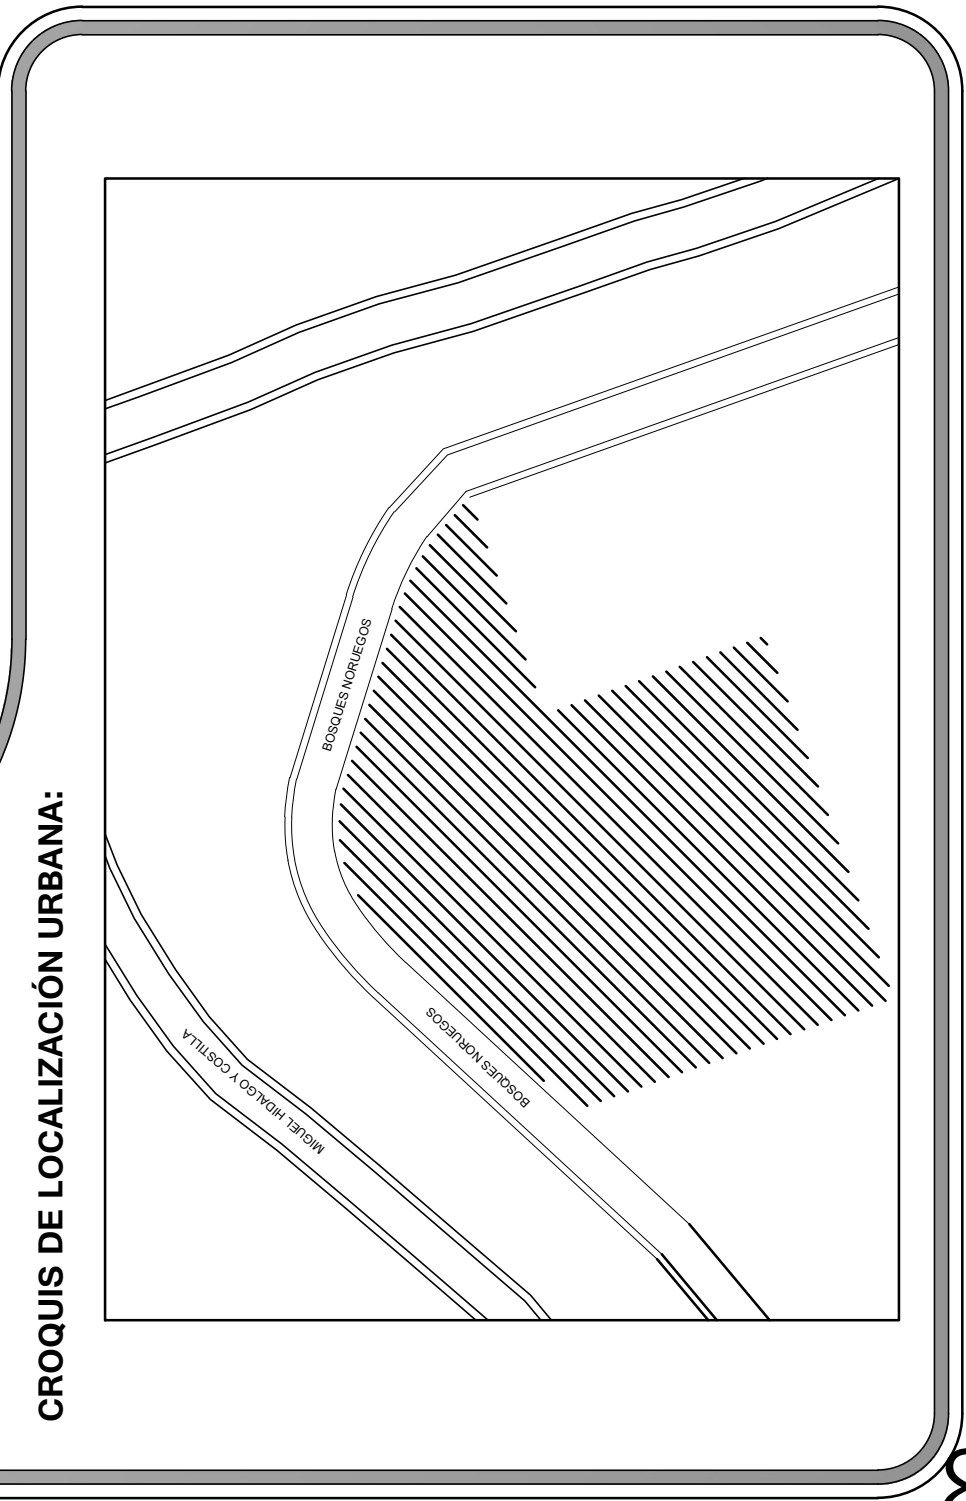 CROQUIS DE LOCALIZACIÓN URBANA:
BOSQUES NORUEGOS
BOSQUES NORUEGOS
MIGUEL HIDALGO Y COSTILLA